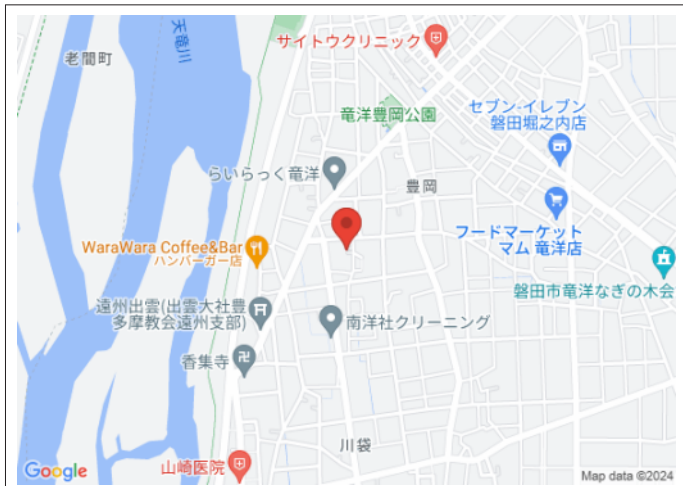 サイトウクリニック
老間町
天竜川
セブン-イレブン
磐田堀之内店
竜洋豊岡公園
らいらっく竜洋
豊岡
フードマーケット
マム 竜洋店
WaraWara Coffee&Bar
ハンバーガー店
磐田市竜洋なぎの木会
遠州出雲(出雲大社豊
多摩教会遠州支部)
南洋社クリーニング
香集寺
川袋
山崎医院
Google
Map data ©2024